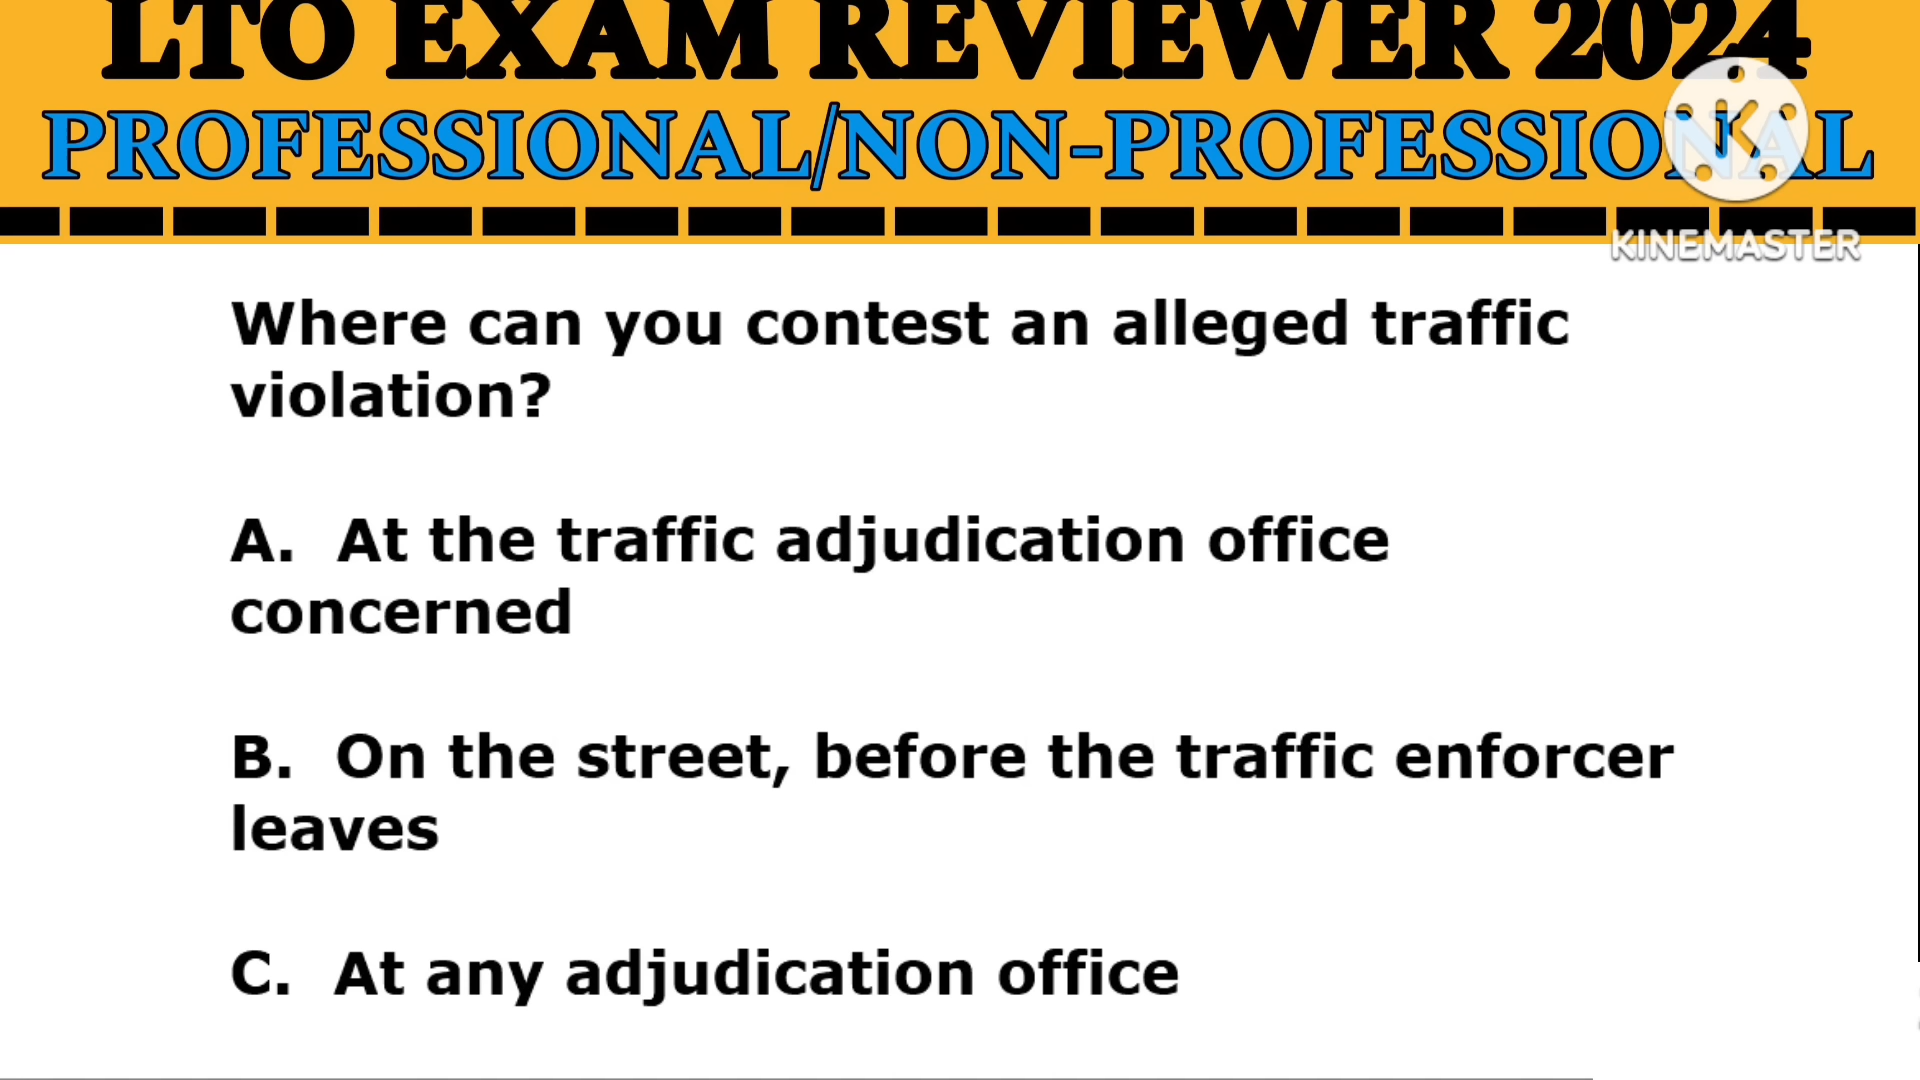 LTO EXAM REVIEWER 2024
PROFESSIONAL/NON-PROFESSIONAL
KINEMASTER
Where can you contest an alleged traffic
violation?
A. At the traffic adjudication office
concerned
B. On the street, before the traffic enforcer
leaves
C. At any adjudication office